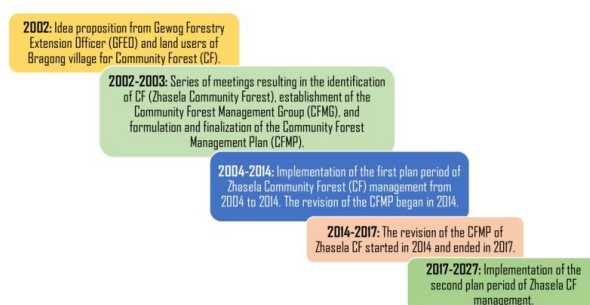 2002: Idea proposition from Gewog Forestry
Extension Officer (GFEO) and land users of
Bragong village for Community Forest (CF).
2002-2003: Series of meetings resulting in the identification
of CF (Zhasela Community Forest), establishment of the
Community Forest Management Group (CFMG), and
formulation and finalization of the Community Forest
Management Plan (CFMP).
2004-2014: Implementation of the first plan period of
Zhasela Community Forest (CF) management from
2004 to 2014. The revision of the CFMP began in 2014.
2014-2017: The revision of the CFMP of
Zhasela CF started in 2014 and ended in 2017.
2017-2027: Implementation of the
second plan period of Zhasela CF
management.